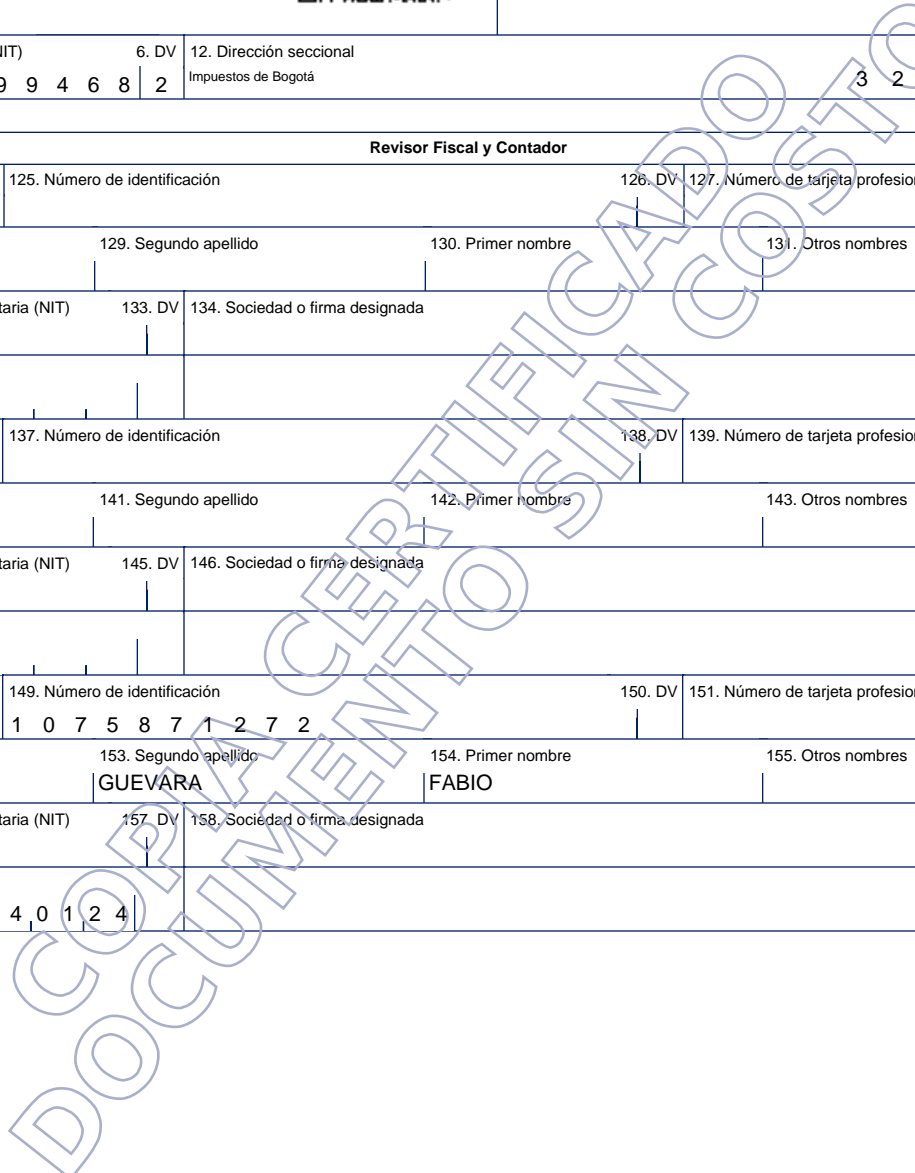 NIT) 6. DV 12. Dirección seccional
9 9 4 6 8 2 Impuestos de Bogotá 3 2
Revisor Fiscal y Contador
125. Número de identificación 126. DV 127. Número de tarjeta profesion
129. Segundo apellido 130. Primer nombre 131. Otros nombres
taria (NIT) 133. DV 134. Sociedad o firma designada
137. Número de identificación 138. DV 139. Número de tarjeta profesion
141. Segundo apellido 142. Primer nombre 143. Otros nombres
taria (NIT) 145. DV 146. Sociedad o firma designada
149. Número de identificación 150. DV 151. Número de tarjeta profesion
1 0 7 5 8 7 1 2 7 2
153. Segundo apellido 154. Primer nombre 155. Otros nombres
GUEVARA FABIO
taria (NIT) 157. DV 158. Sociedad o firma designada
4 0 1 2 4
COPIA CERTIFICADO
DOCUMENTO SIN COSTO